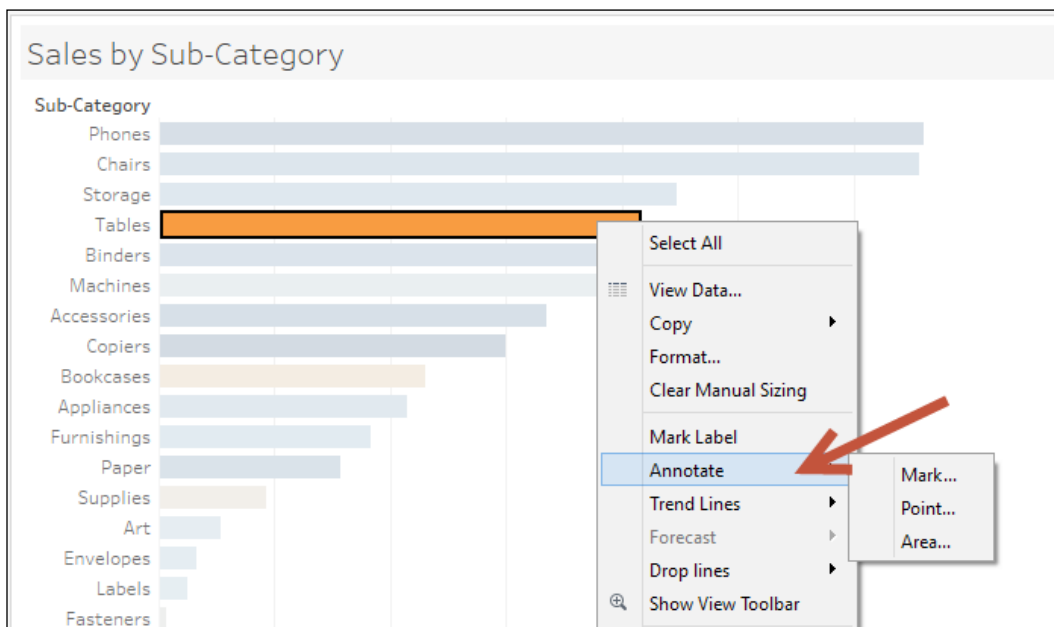 Sales by Sub-Category
Sub-Category
Phones
Chairs
Storage
Tables
Binders
Machines
Accessories
Copiers
Bookcases
Appliances
Furnishings
Paper
Supplies
Art
Envelopes
Labels
Fasteners
Select All
View Data...
Copy
Format...
Clear Manual Sizing
Mark Label
Annotate
Trend Lines
Forecast
Drop lines
Show View Toolbar
Mark...
Point...
Area...